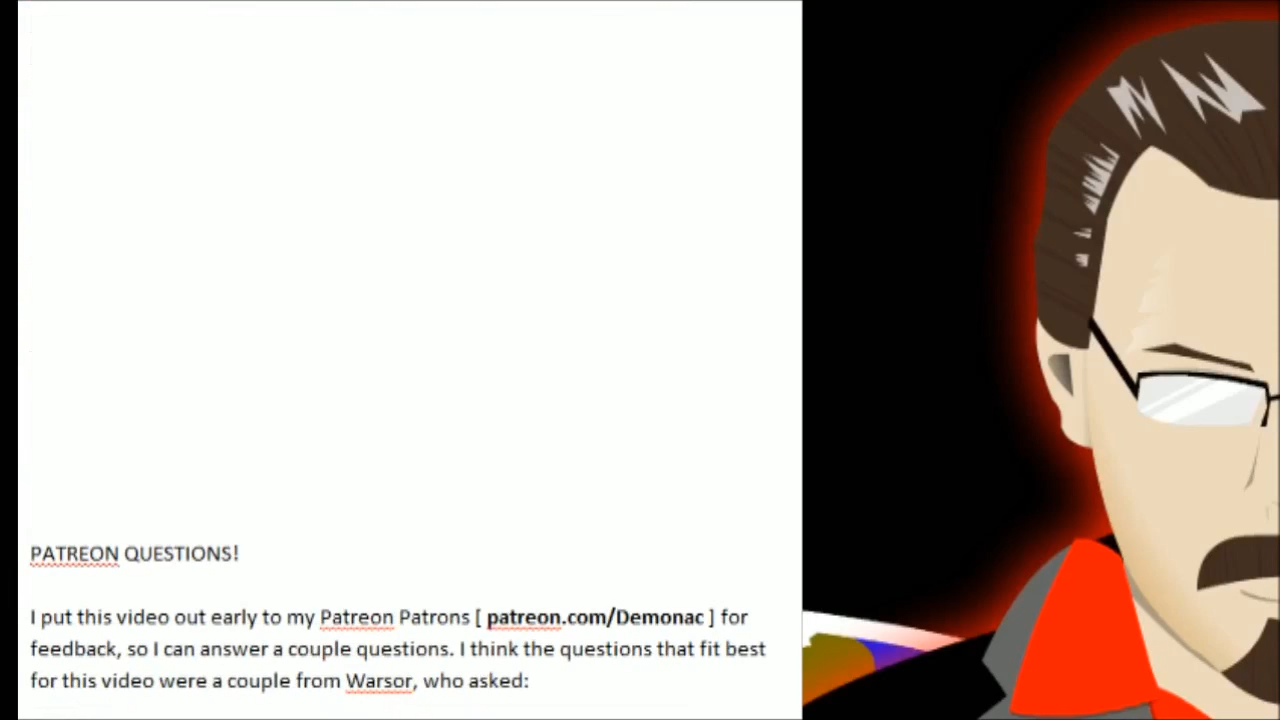 PATREON QUESTIONS!
I put this video out early to my Patreon Patrons [ patreon.com/Demonac ] for
feedback, so I can answer a couple questions. I think the questions that fit best
for this video were a couple from Warsor, who asked: